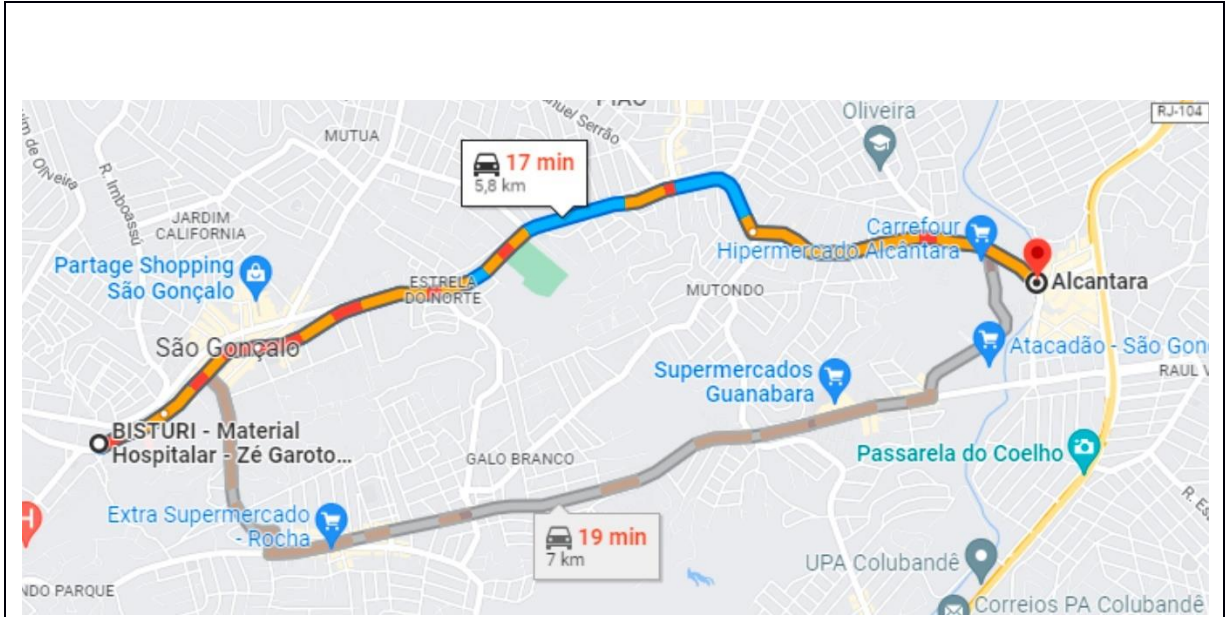 Oliveira
RJ-104
MUTUA
Serrão
17 min
5,8 km
R. Imboassú
JARDIM
CALIFORNIA
Carrefour
Hipermercado Alcântara
Partage Shopping
São Gonçalo
ESTRELA
DO NORTE
MUTONDO
Alcantara
São Gonçalo
Atacadão - São Gon
Supermercados
Guanabara
RAUL V
BISTURI - Material
Hospitalar - Zé Garoto...
GALO BRANCO
Passarela do Coelho
Extra Supermercado
- Rocha
19 min
7 km
R. Es
UPA Colubandê
NDO PARQUE
Correios PA Colubandê